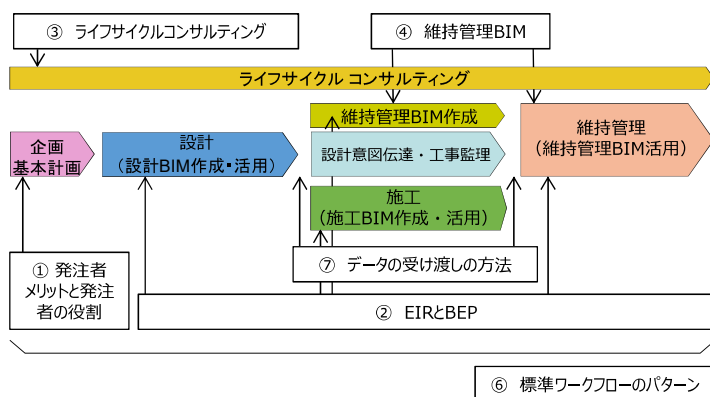 ③ ライフサイクルコンサルティング
④ 維持管理BIM
ライフサイクル コンサルティング
維持管理BIM作成
企画
基本計画
設計
（設計BIM作成・活用）
設計意図伝達・工事監理
維持管理
（維持管理BIM活用）
施工
（施工BIM作成・活用）
⑦ データの受け渡しの方法
① 発注者
メリットと発注
者の役割
② EIRとBEP
⑥ 標準ワークフローのパターン